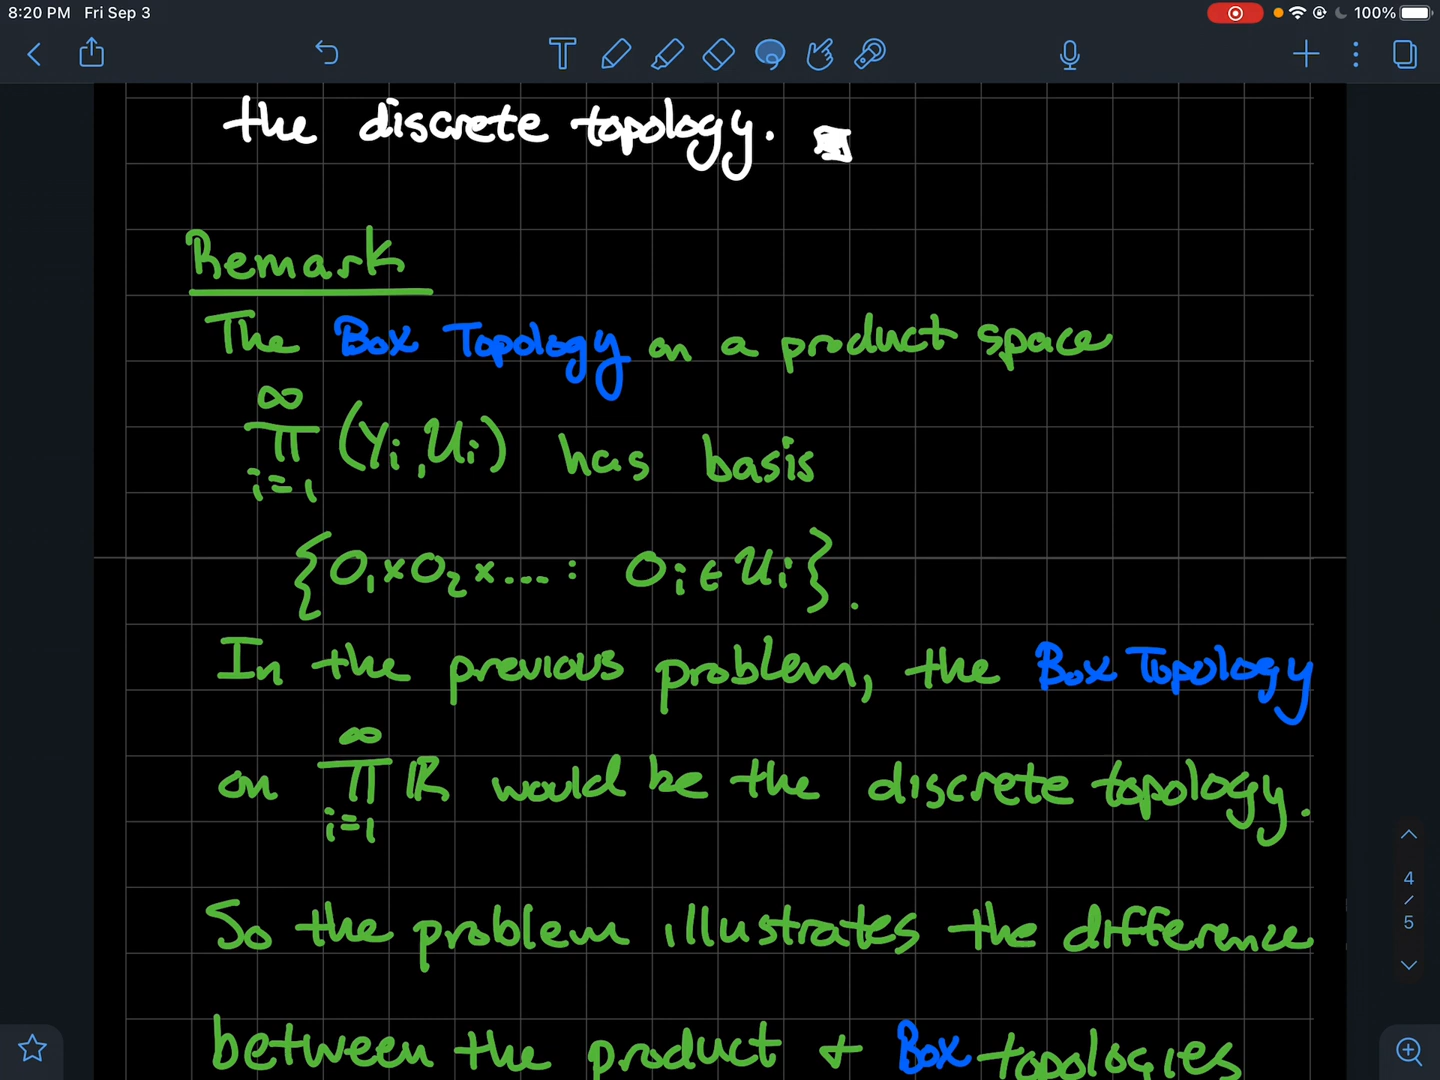 8:20 PM Fri Sep 3
100%
T
the discrete topology.
Remark
The Box Topology on a product space
∞
∏ (Yᵢ, 𝒰ᵢ) has basis
i=1
{O₁×O₂×...: Oᵢ∈𝒰ᵢ}.
In the previous problem, the Box Topology
∞
on ∏ ℝ would be the discrete topology.
i=1
So the problem illustrates the difference
between the product + Box topologies
4
/
5